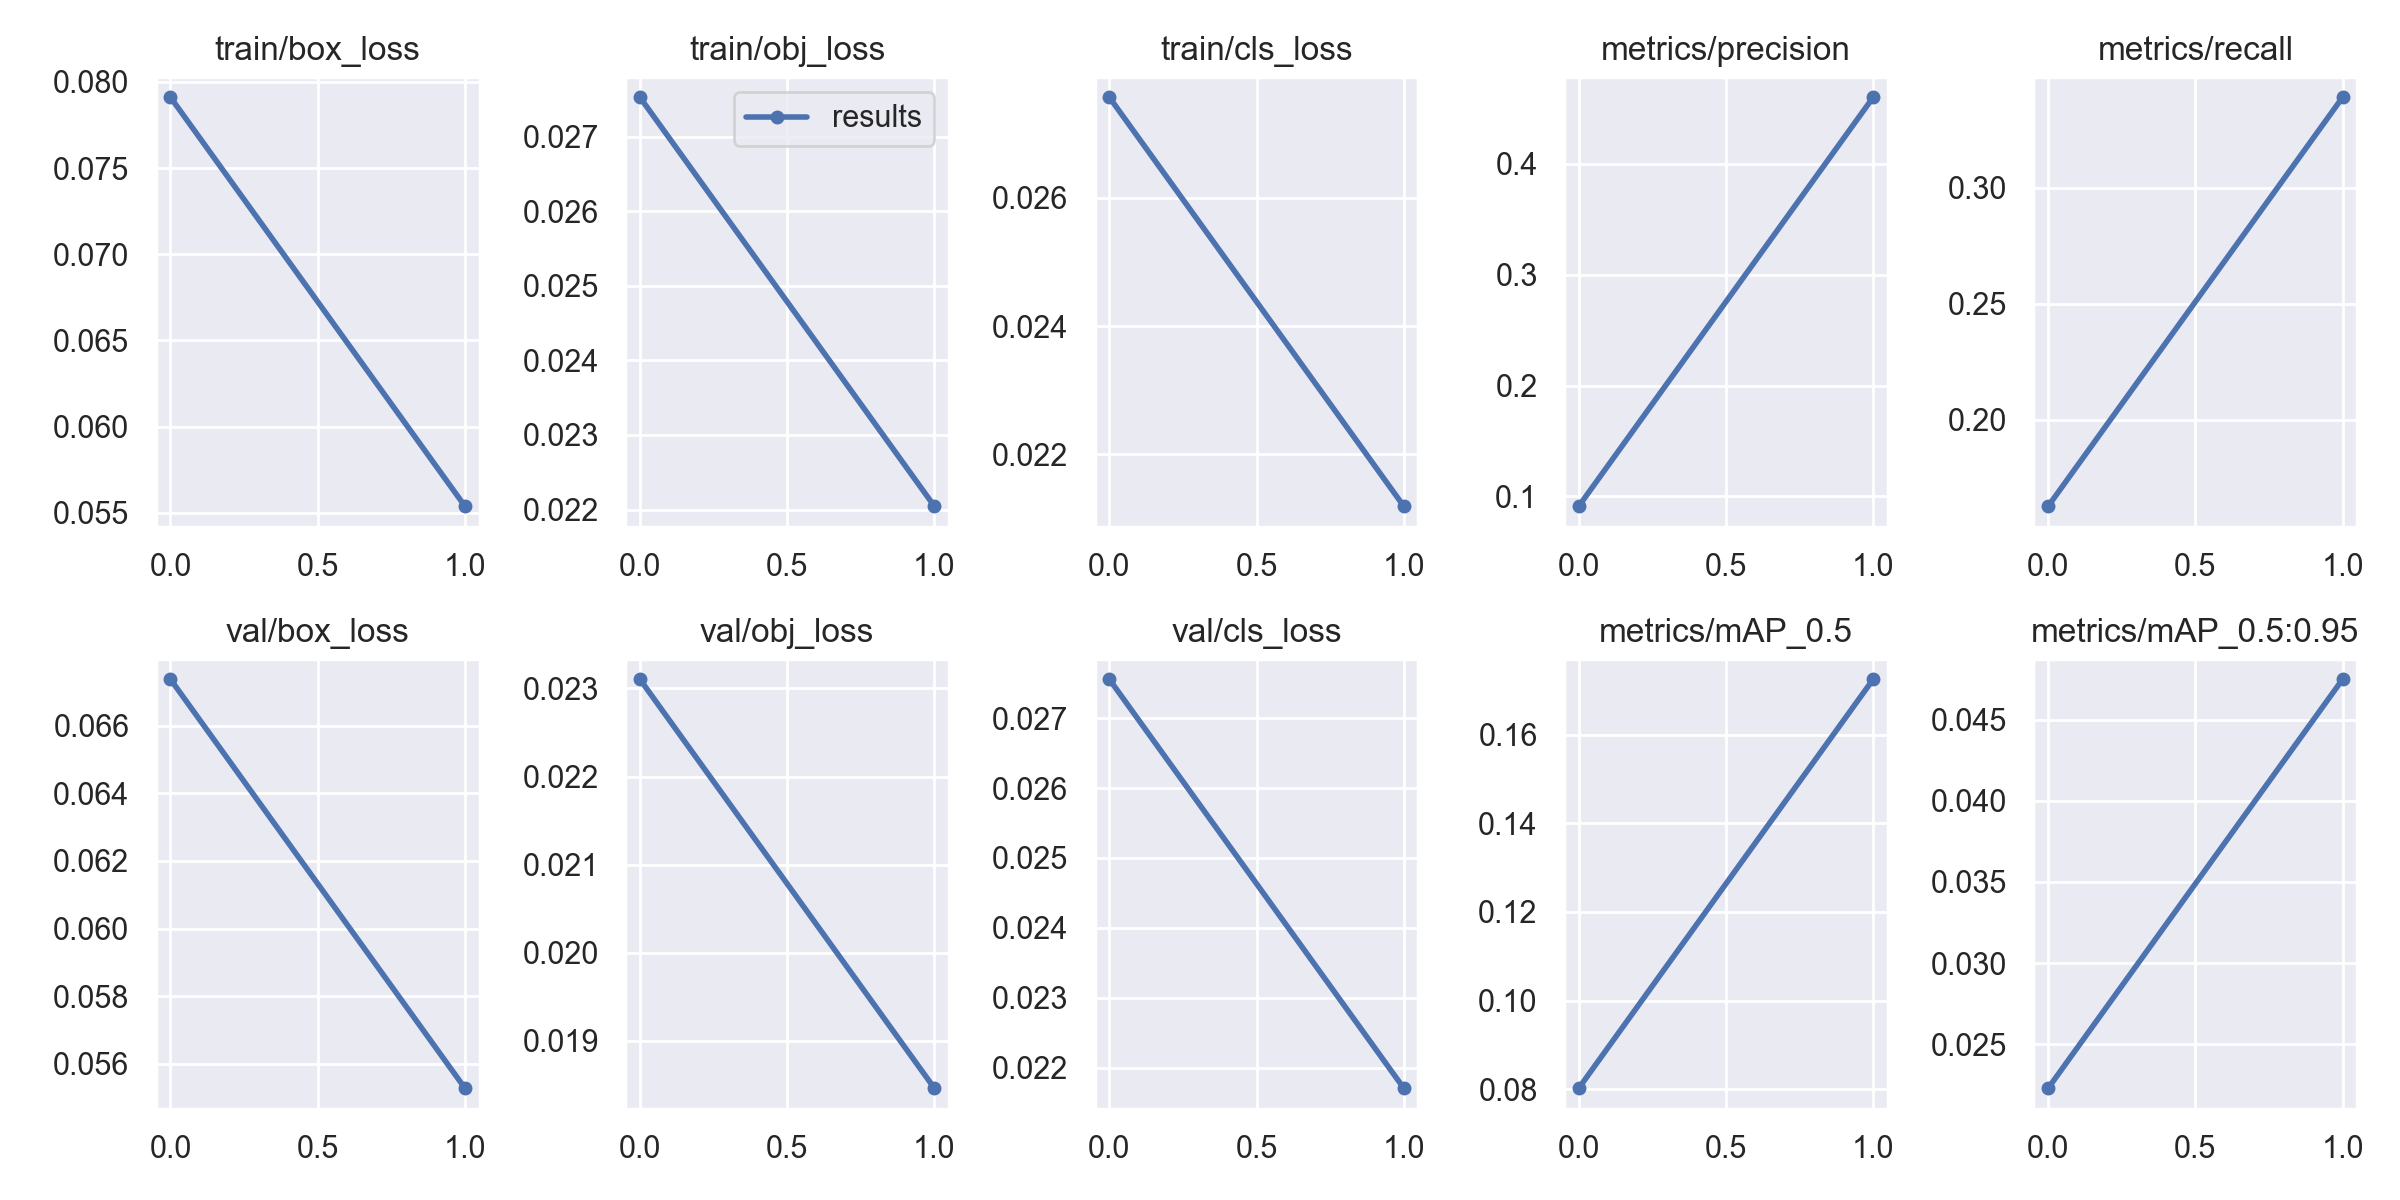 train/box_loss
0.080
0.075
0.070
0.065
0.060
0.055
0.0 0.5 1.0
train/obj_loss
results
0.027
0.026
0.025
0.024
0.023
0.022
0.0 0.5 1.0
train/cls_loss
0.026
0.024
0.022
0.0 0.5 1.0
metrics/precision
0.4
0.3
0.2
0.1
0.0 0.5 1.0
metrics/recall
0.30
0.25
0.20
0.0 0.5 1.0
val/box_loss
0.066
0.064
0.062
0.060
0.058
0.056
0.0 0.5 1.0
val/obj_loss
0.023
0.022
0.021
0.020
0.019
0.0 0.5 1.0
val/cls_loss
0.027
0.026
0.025
0.024
0.023
0.022
0.0 0.5 1.0
metrics/mAP_0.5
0.16
0.14
0.12
0.10
0.08
0.0 0.5 1.0
metrics/mAP_0.5:0.95
0.045
0.040
0.035
0.030
0.025
0.0 0.5 1.0